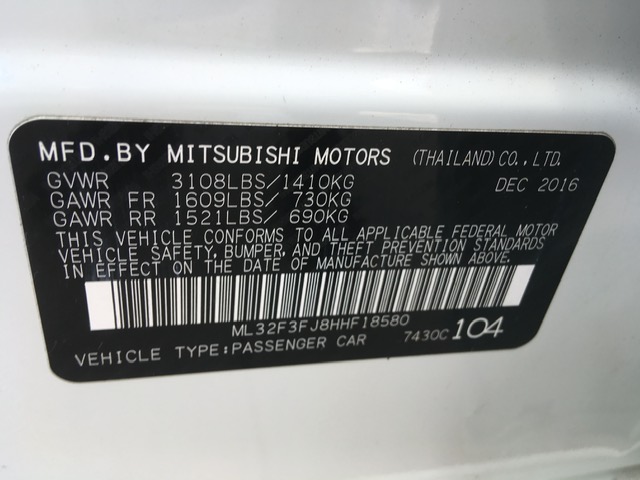 MFD.BY MITSUBISHI MOTORS (THAILAND) CO.,LTD.
GVWR 3108LBS/1410KG DEC 2016
GAWR FR 1609LBS/ 730KG
GAWR RR 1521LBS/ 690KG
THIS VEHICLE CONFORMS TO ALL APPLICABLE FEDERAL MOTOR
VEHICLE SAFETY, BUMPER, AND THEFT PREVENTION STANDARDS
IN EFFECT ON THE DATE OF MANUFACTURE SHOWN ABOVE.
ML32F3FJ8HHF18580
VEHICLE TYPE:PASSENGER CAR 7430C 104